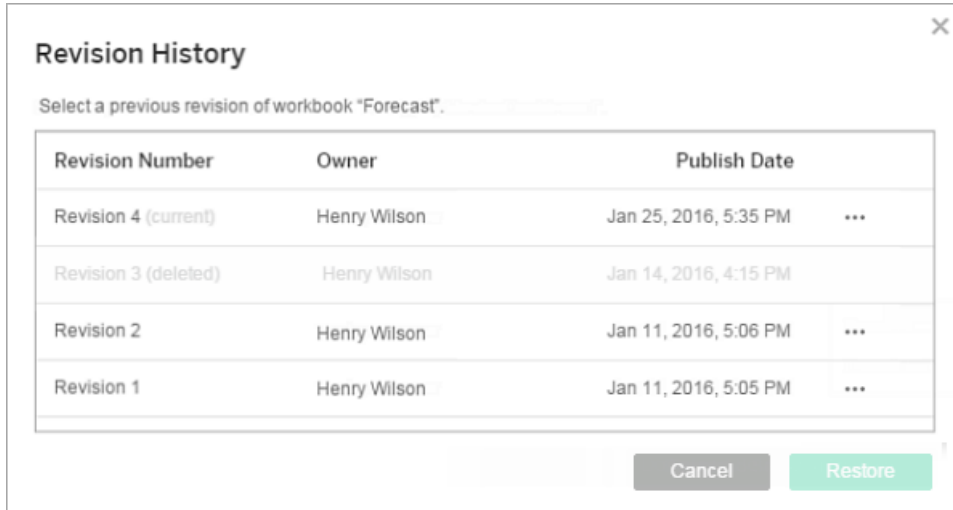 Revision History
Select a previous revision of workbook “Forecast”.
Revision Number Owner Publish Date
Revision 4 (current) Henry Wilson Jan 25, 2016, 5:35 PM ...
Revision 3 (deleted) Henry Wilson Jan 14, 2016, 4:15 PM
Revision 2 Henry Wilson Jan 11, 2016, 5:06 PM ...
Revision 1 Henry Wilson Jan 11, 2016, 5:05 PM ...
Cancel Restore